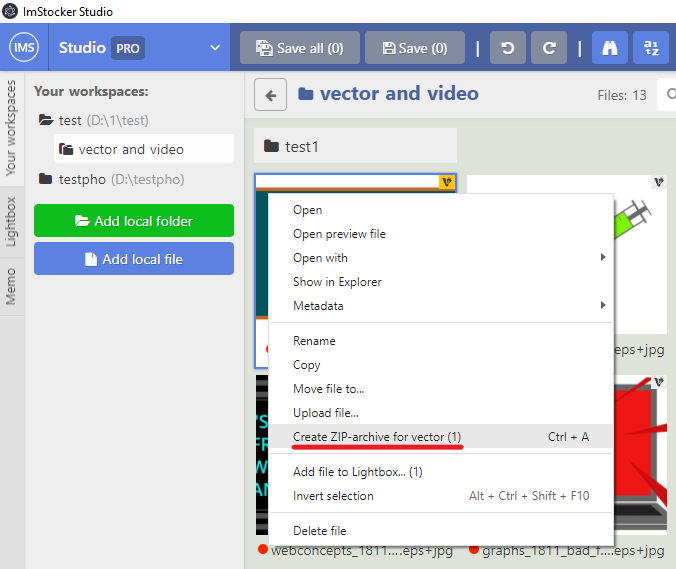 ImStocker Studio
IMS Studio PRO Save all (0) Save (0)
Your workspaces
Lightbox
Memo
Your workspaces:
test (D:\1\test)
vector and video
testpho (D:\testpho)
Add local folder
Add local file
vector and video Files: 13
test1
Open
Open preview file
Open with
Show in Explorer
Metadata
Rename
Copy
Move file to...
Upload file...
Create ZIP-archive for vector (1) Ctrl + A
Add file to Lightbox... (1)
Invert selection Alt + Ctrl + Shift + F10
Delete file
eps+jpg
'S
FR
W
AN
webconcepts_1811....eps+jpg
graphs_1811_bad_f....eps+jpg